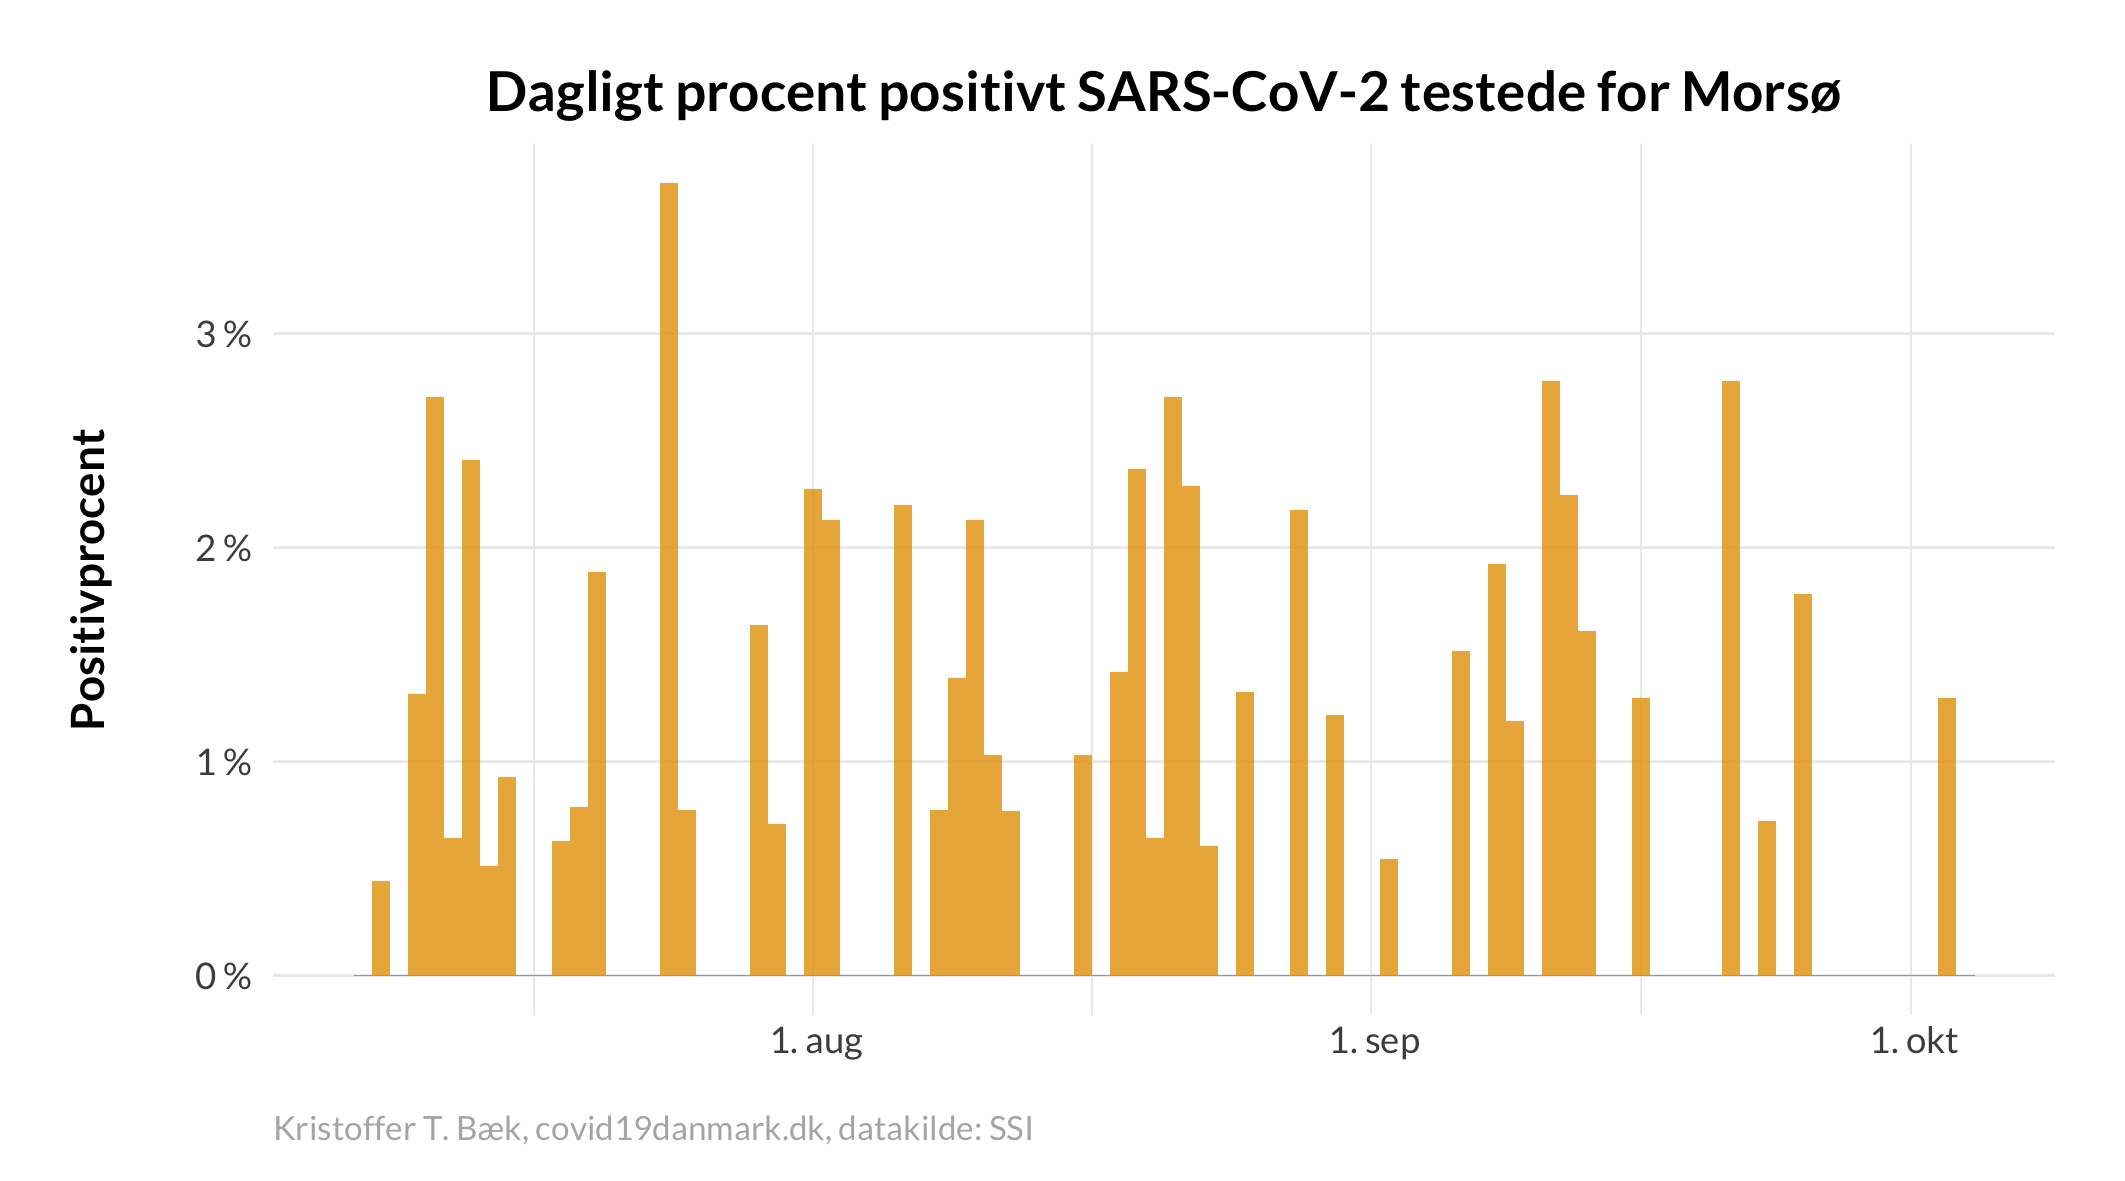 Dagligt procent positivt SARS-CoV-2 testede for Morsø
Positivprocent
3 %
2 %
1 %
0 %
1. aug
1. sep
1. okt
Kristoffer T. Bæk, covid19danmark.dk, datakilde: SSI